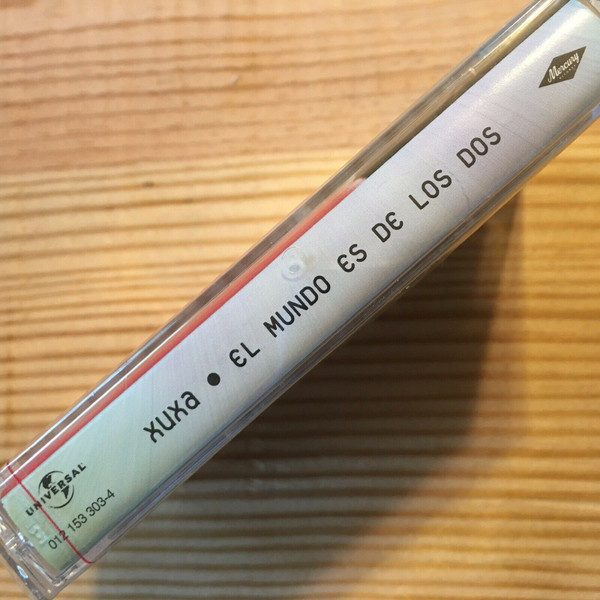 UNIVERSAL
012 153 303-4
xuxa • EL MUNDO ES DE LOS DOS
Mercury